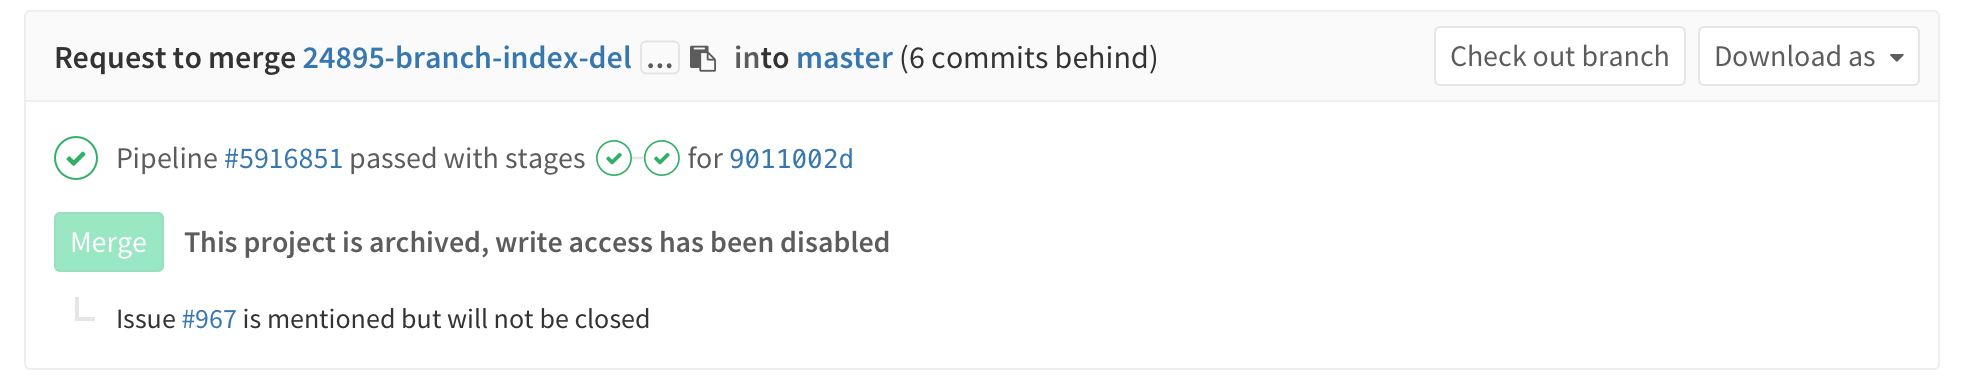 Request to merge 24895-branch-index-del ... into master (6 commits behind) Check out branch Download as
Pipeline #5916851 passed with stages for 9011002d
Merge This project is archived, write access has been disabled
Issue #967 is mentioned but will not be closed